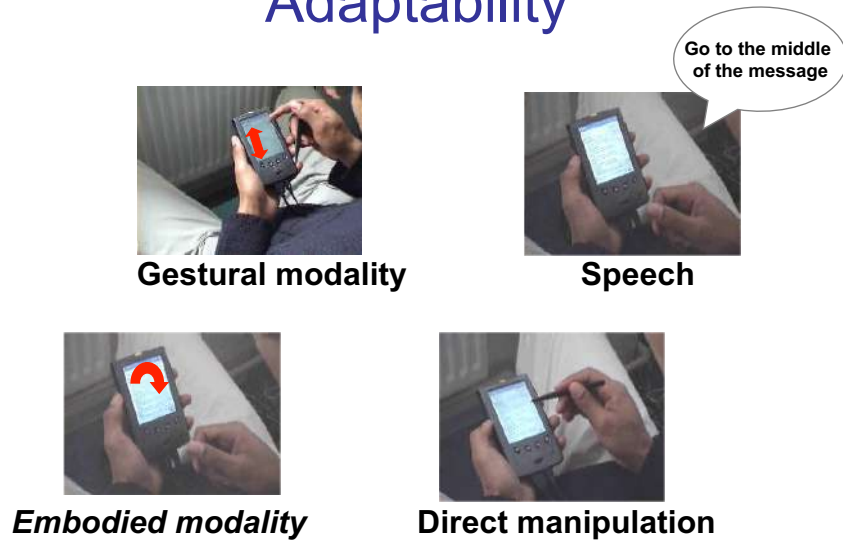 Adaptability
Go to the middle
of the message
Gestural modality
Speech
Embodied modality
Direct manipulation